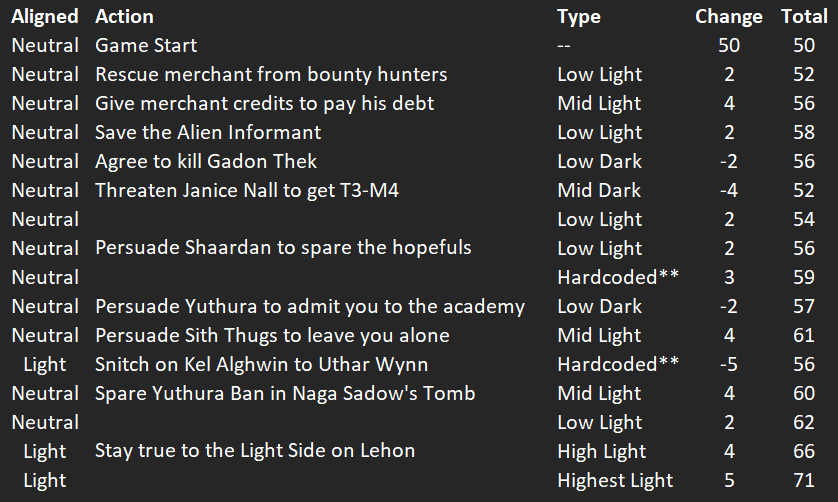 Aligned Action Type Change Total
Neutral Game Start -- 50 50
Neutral Rescue merchant from bounty hunters Low Light 2 52
Neutral Give merchant credits to pay his debt Mid Light 4 56
Neutral Save the Alien Informant Low Light 2 58
Neutral Agree to kill Gadon Thek Low Dark -2 56
Neutral Threaten Janice Nall to get T3-M4 Mid Dark -4 52
Neutral Low Light 2 54
Neutral Persuade Shaardan to spare the hopefuls Low Light 2 56
Neutral Hardcoded** 3 59
Neutral Persuade Yuthura to admit you to the academy Low Dark -2 57
Neutral Persuade Sith Thugs to leave you alone Mid Light 4 61
Light Snitch on Kel Alghwin to Uthar Wynn Hardcoded** -5 56
Neutral Spare Yuthura Ban in Naga Sadow's Tomb Mid Light 4 60
Neutral Low Light 2 62
Light Stay true to the Light Side on Lehon High Light 4 66
Light Highest Light 5 71